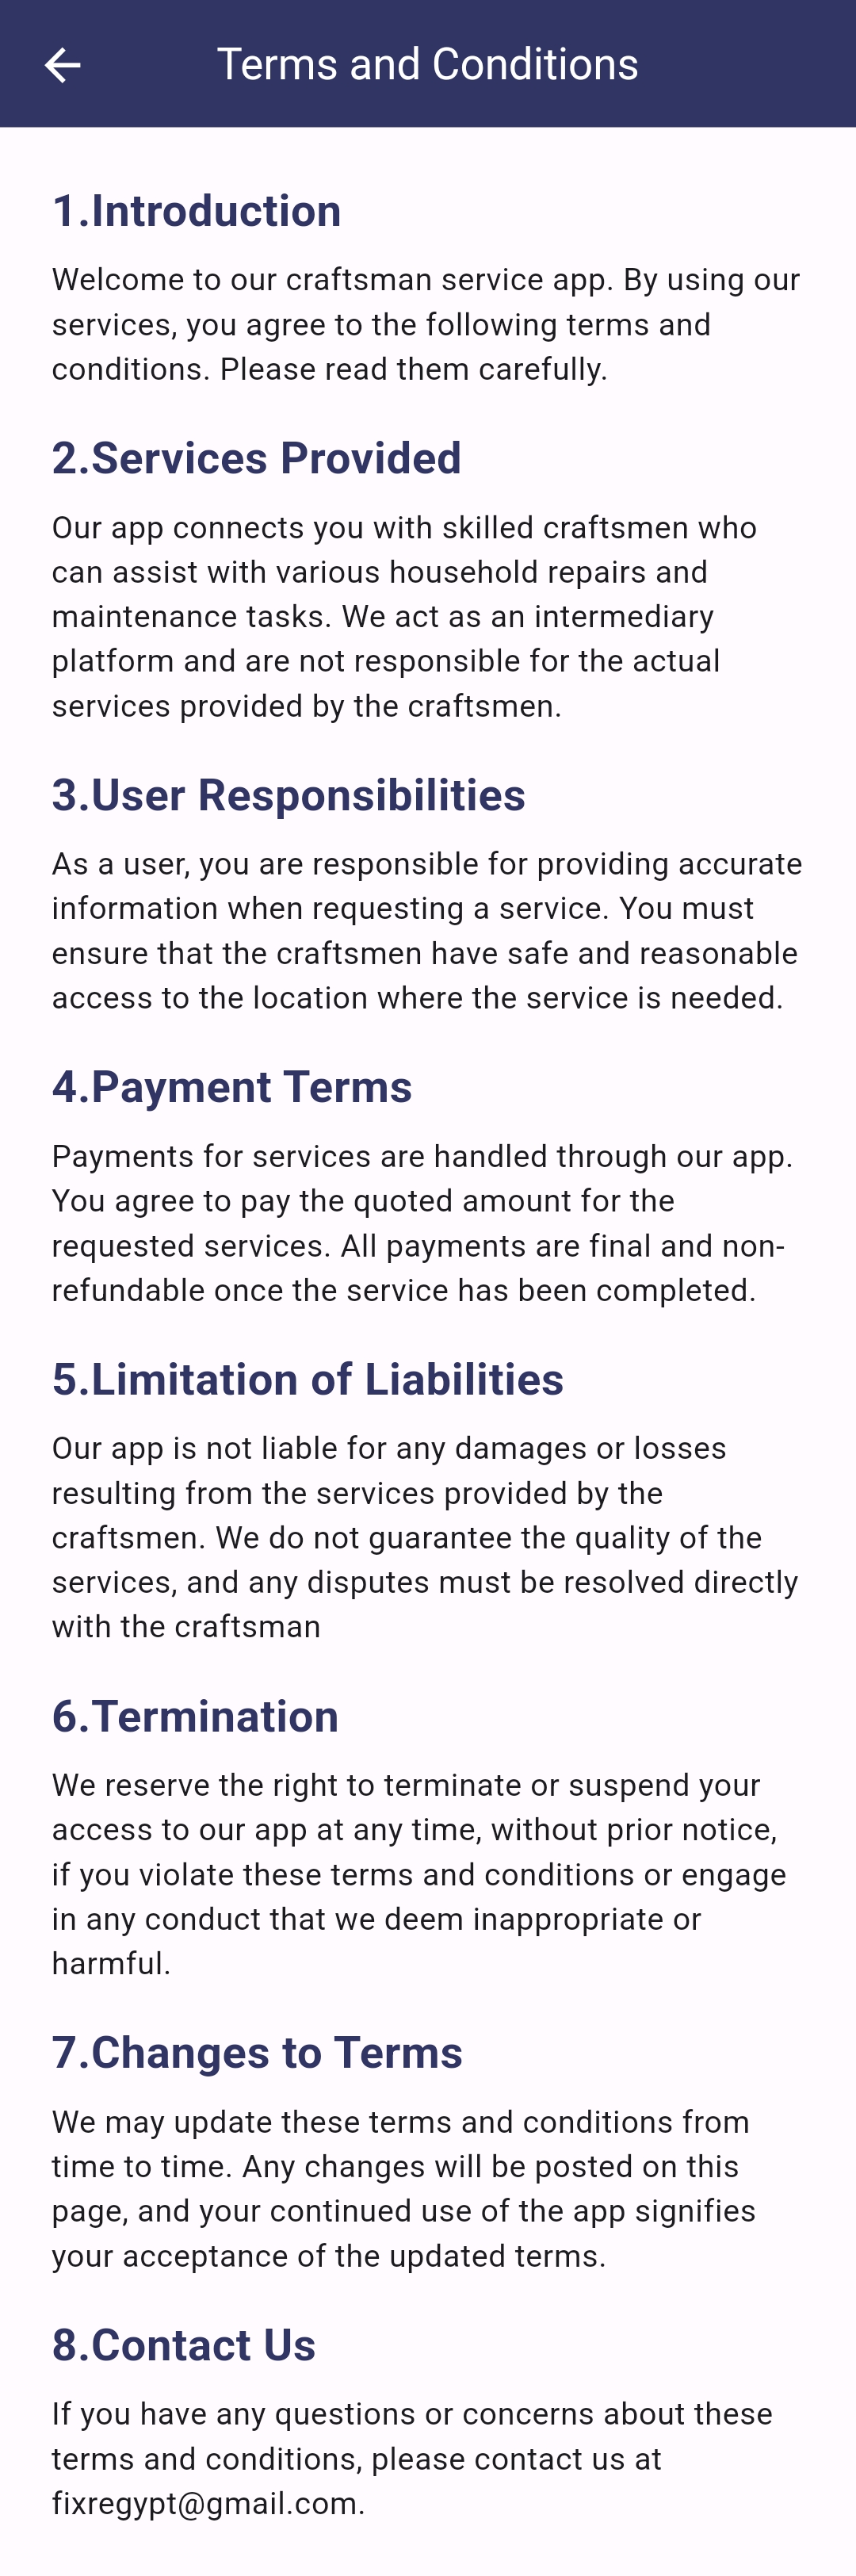 Terms and Conditions
1.Introduction
Welcome to our craftsman service app. By using our
services, you agree to the following terms and
conditions. Please read them carefully.
2.Services Provided
Our app connects you with skilled craftsmen who
can assist with various household repairs and
maintenance tasks. We act as an intermediary
platform and are not responsible for the actual
services provided by the craftsmen.
3.User Responsibilities
As a user, you are responsible for providing accurate
information when requesting a service. You must
ensure that the craftsmen have safe and reasonable
access to the location where the service is needed.
4.Payment Terms
Payments for services are handled through our app.
You agree to pay the quoted amount for the
requested services. All payments are final and non-
refundable once the service has been completed.
5.Limitation of Liabilities
Our app is not liable for any damages or losses
resulting from the services provided by the
craftsmen. We do not guarantee the quality of the
services, and any disputes must be resolved directly
with the craftsman
6.Termination
We reserve the right to terminate or suspend your
access to our app at any time, without prior notice,
if you violate these terms and conditions or engage
in any conduct that we deem inappropriate or
harmful.
7.Changes to Terms
We may update these terms and conditions from
time to time. Any changes will be posted on this
page, and your continued use of the app signifies
your acceptance of the updated terms.
8.Contact Us
If you have any questions or concerns about these
terms and conditions, please contact us at
fixregypt@gmail.com.